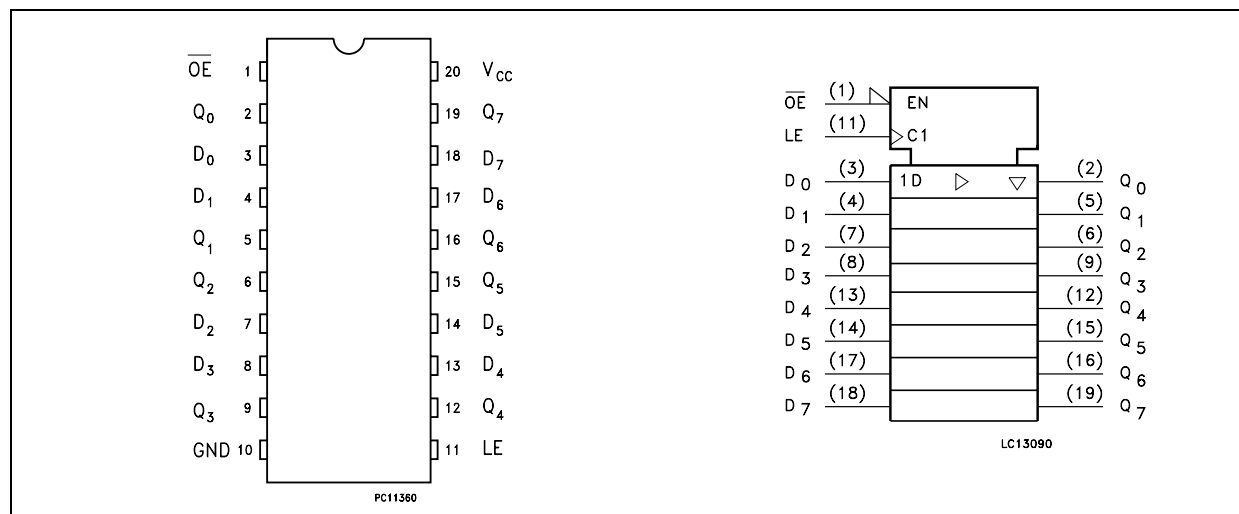 O̅E̅ 1 20 VCC
Q0 2 19 Q7
D0 3 18 D7
D1 4 17 D6
Q1 5 16 Q6
Q2 6 15 Q5
D2 7 14 D5
D3 8 13 D4
Q3 9 12 Q4
GND 10 11 LE
PC11360
O̅E̅ (1) EN
LE (11) C1
D0 (3) 1D (2) Q0
D1 (4) (5) Q1
D2 (7) (6) Q2
D3 (8) (9) Q3
D4 (13) (12) Q4
D5 (14) (15) Q5
D6 (17) (16) Q6
D7 (18) (19) Q7
LC13090